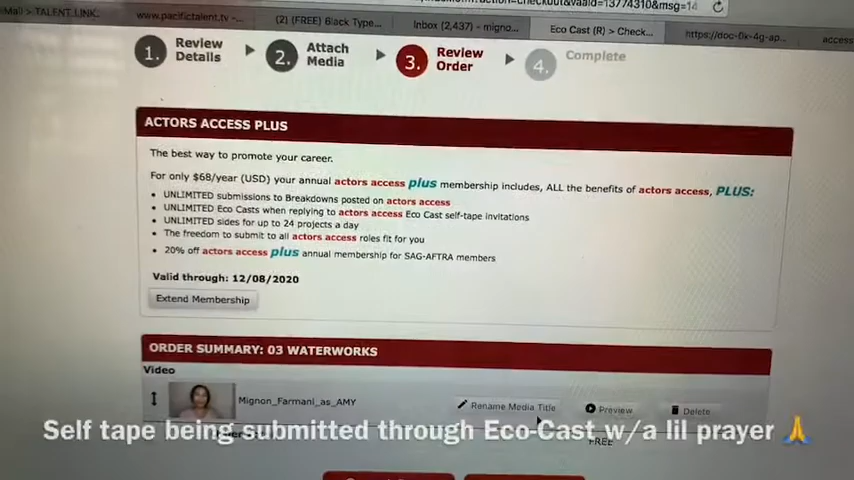 Mail > TALENT LINK.
www.pacifictalent.tv -...
(2) (FREE) Black Type...
Inbox (2,437) - migno...
Eco Cast (R) > Check...
https://doc-0k-4g-ap...
access
1. Review Details
2. Attach Media
3. Review Order
4. Complete
ACTORS ACCESS PLUS
The best way to promote your career.
For only $68/year (USD) your annual actors access plus membership includes, ALL the benefits of actors access, PLUS:
• UNLIMITED submissions to Breakdowns posted on actors access
• UNLIMITED Eco Casts when replying to actors access Eco Cast self-tape invitations
• UNLIMITED sides for up to 24 projects a day
• The freedom to submit to all actors access roles fit for you
• 20% off actors access plus annual membership for SAG-AFTRA members
Valid through: 12/08/2020
Extend Membership
ORDER SUMMARY: 03 WATERWORKS
Video
Mignon_Farmani_as_AMY
Rename Media Title
Preview
Delete
Self tape being submitted through Eco-Cast w/a lil prayer 🙏
FREE